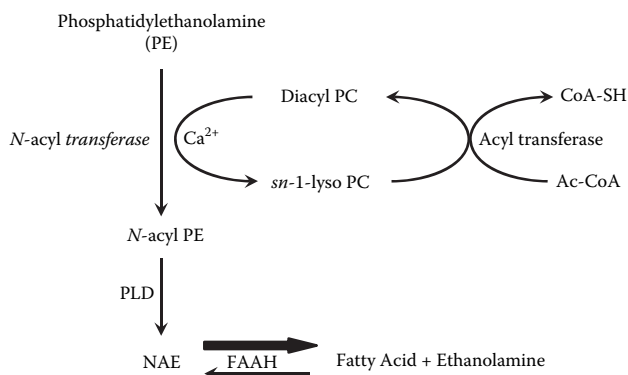 Phosphatidylethanolamine
(PE)
Diacyl PC
CoA-SH
N-acyl transferase
Ca²⁺
Acyl transferase
sn-1-lyso PC
Ac-CoA
N-acyl PE
PLD
NAE
FAAH
Fatty Acid + Ethanolamine